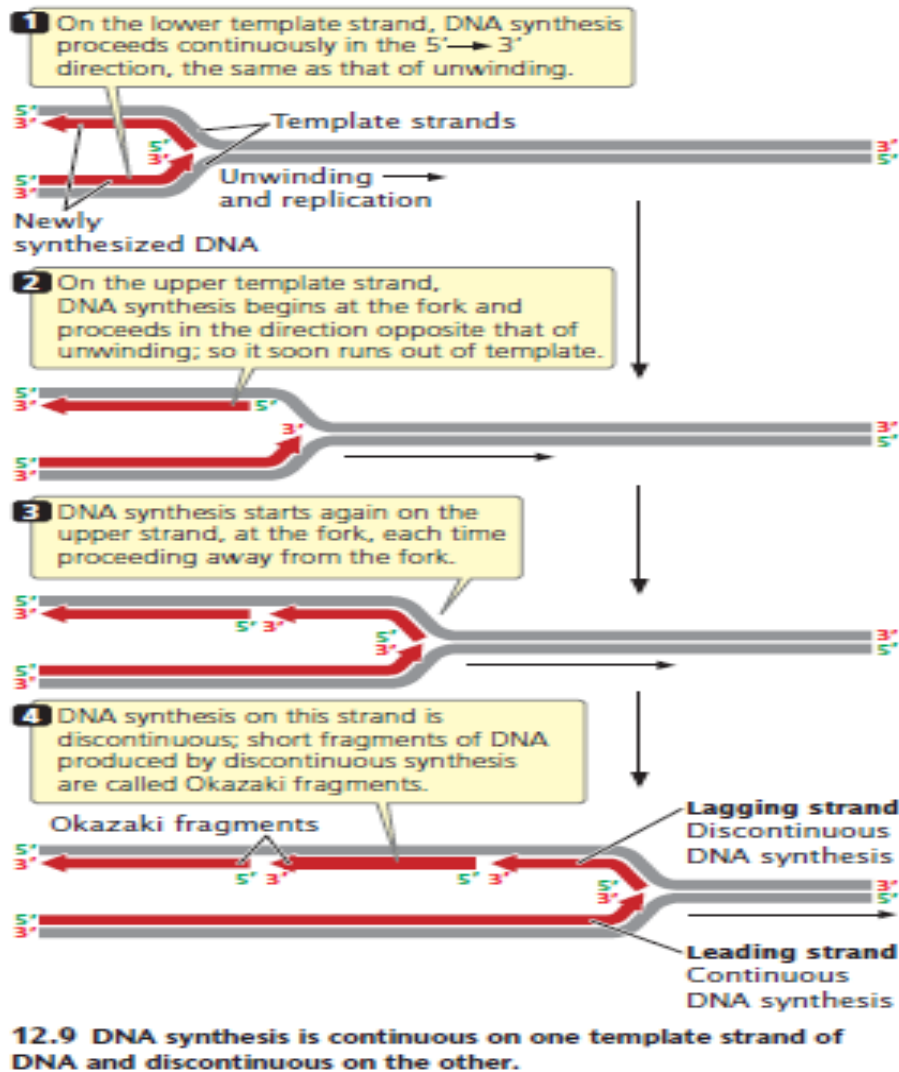 1 On the lower template strand, DNA synthesis
proceeds continuously in the 5′→ 3′
direction, the same as that of unwinding.
5′
3′
Template strands
5′
3′
3′
5′
5′
3′
Unwinding →
and replication
Newly
synthesized DNA
2 On the upper template strand,
DNA synthesis begins at the fork and
proceeds in the direction opposite that of
unwinding; so it soon runs out of template.
5′
3′
5′
3′
3′
5′
5′
3′
3 DNA synthesis starts again on the
upper strand, at the fork, each time
proceeding away from the fork.
5′
3′
5′ 3′
5′
3′
3′
5′
5′
3′
4 DNA synthesis on this strand is
discontinuous; short fragments of DNA
produced by discontinuous synthesis
are called Okazaki fragments.
Okazaki fragments
Lagging strand
Discontinuous
DNA synthesis
5′
3′
5′ 3′
5′ 3′
5′
3′
3′
5′
5′
3′
Leading strand
Continuous
DNA synthesis
12.9 DNA synthesis is continuous on one template strand of
DNA and discontinuous on the other.